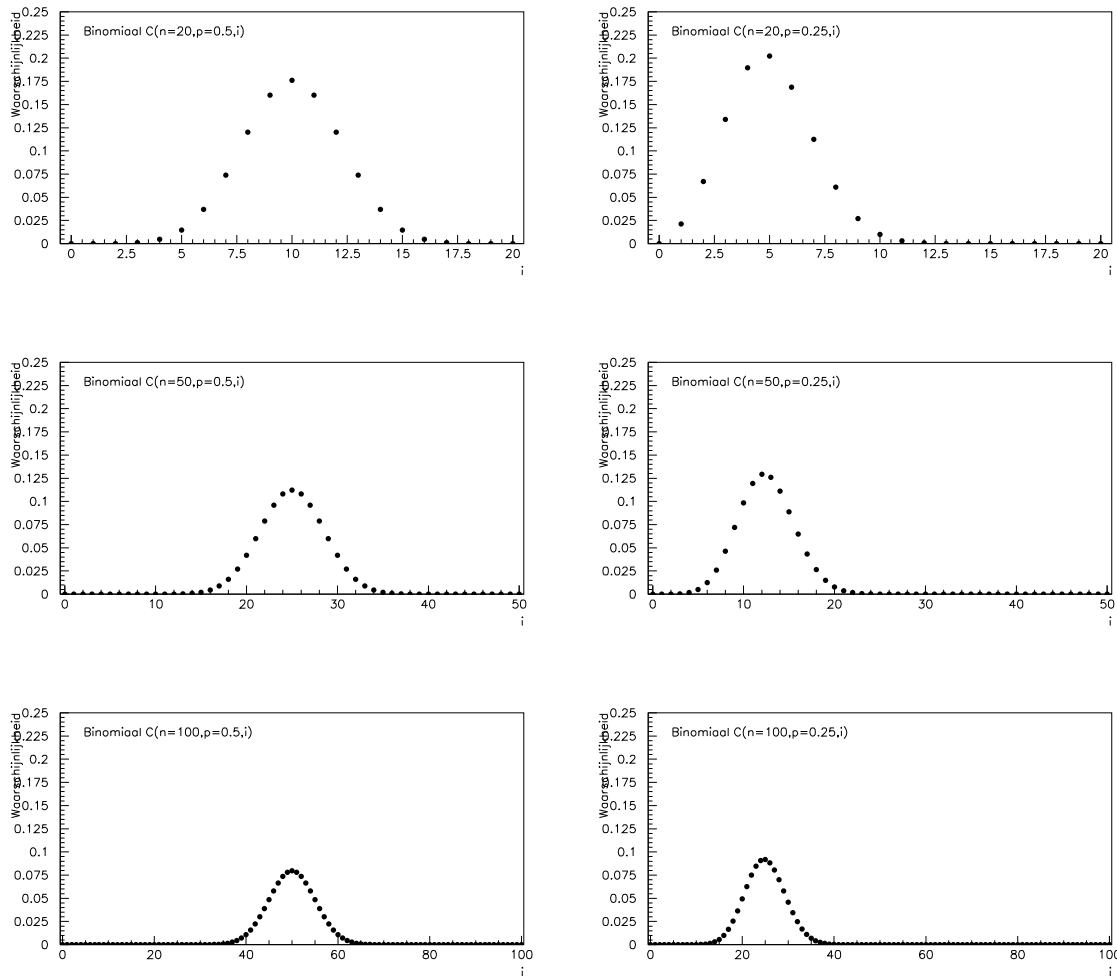 Waarschijnlijkheid
Binomiaal C(n=20,p=0.5,i)
0.25
0.225
0.2
0.175
0.15
0.125
0.1
0.075
0.05
0.025
0
0 2.5 5 7.5 10 12.5 15 17.5 20
i
Waarschijnlijkheid
Binomiaal C(n=20,p=0.25,i)
0.25
0.225
0.2
0.175
0.15
0.125
0.1
0.075
0.05
0.025
0
0 2.5 5 7.5 10 12.5 15 17.5 20
i
Waarschijnlijkheid
Binomiaal C(n=50,p=0.5,i)
0.25
0.225
0.2
0.175
0.15
0.125
0.1
0.075
0.05
0.025
0
0 10 20 30 40 50
i
Waarschijnlijkheid
Binomiaal C(n=50,p=0.25,i)
0.25
0.225
0.2
0.175
0.15
0.125
0.1
0.075
0.05
0.025
0
0 10 20 30 40 50
i
Waarschijnlijkheid
Binomiaal C(n=100,p=0.5,i)
0.25
0.225
0.2
0.175
0.15
0.125
0.1
0.075
0.05
0.025
0
0 20 40 60 80 100
i
Waarschijnlijkheid
Binomiaal C(n=100,p=0.25,i)
0.25
0.225
0.2
0.175
0.15
0.125
0.1
0.075
0.05
0.025
0
0 20 40 60 80 100
i